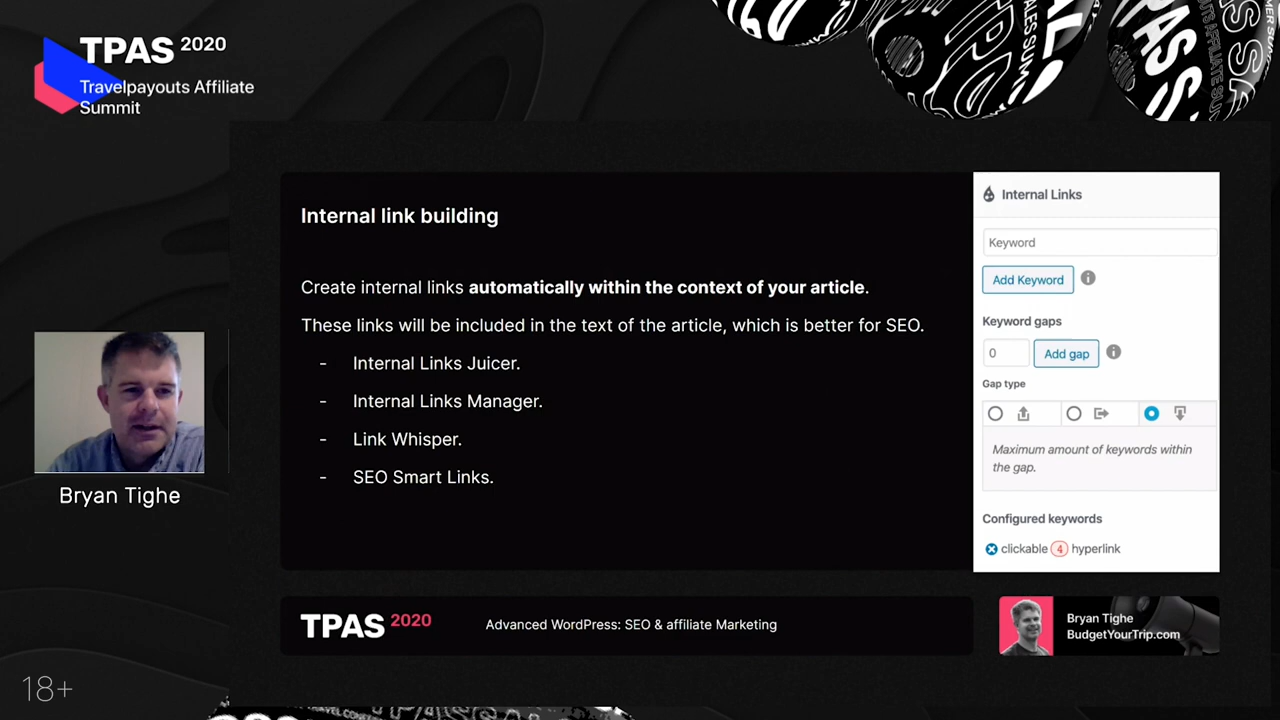 TPAS 2020
Travelpayouts Affiliate
Summit
Internal link building
Create internal links automatically within the context of your article.
These links will be included in the text of the article, which is better for SEO.
- Internal Links Juicer.
- Internal Links Manager.
- Link Whisper.
- SEO Smart Links.
Internal Links
Keyword
Add Keyword
Keyword gaps
0 Add gap
Gap type
Maximum amount of keywords within
the gap.
Configured keywords
clickable 4 hyperlink
Bryan Tighe
TPAS 2020
Advanced WordPress: SEO & affiliate Marketing
Bryan Tighe
BudgetYourTrip.com
18+